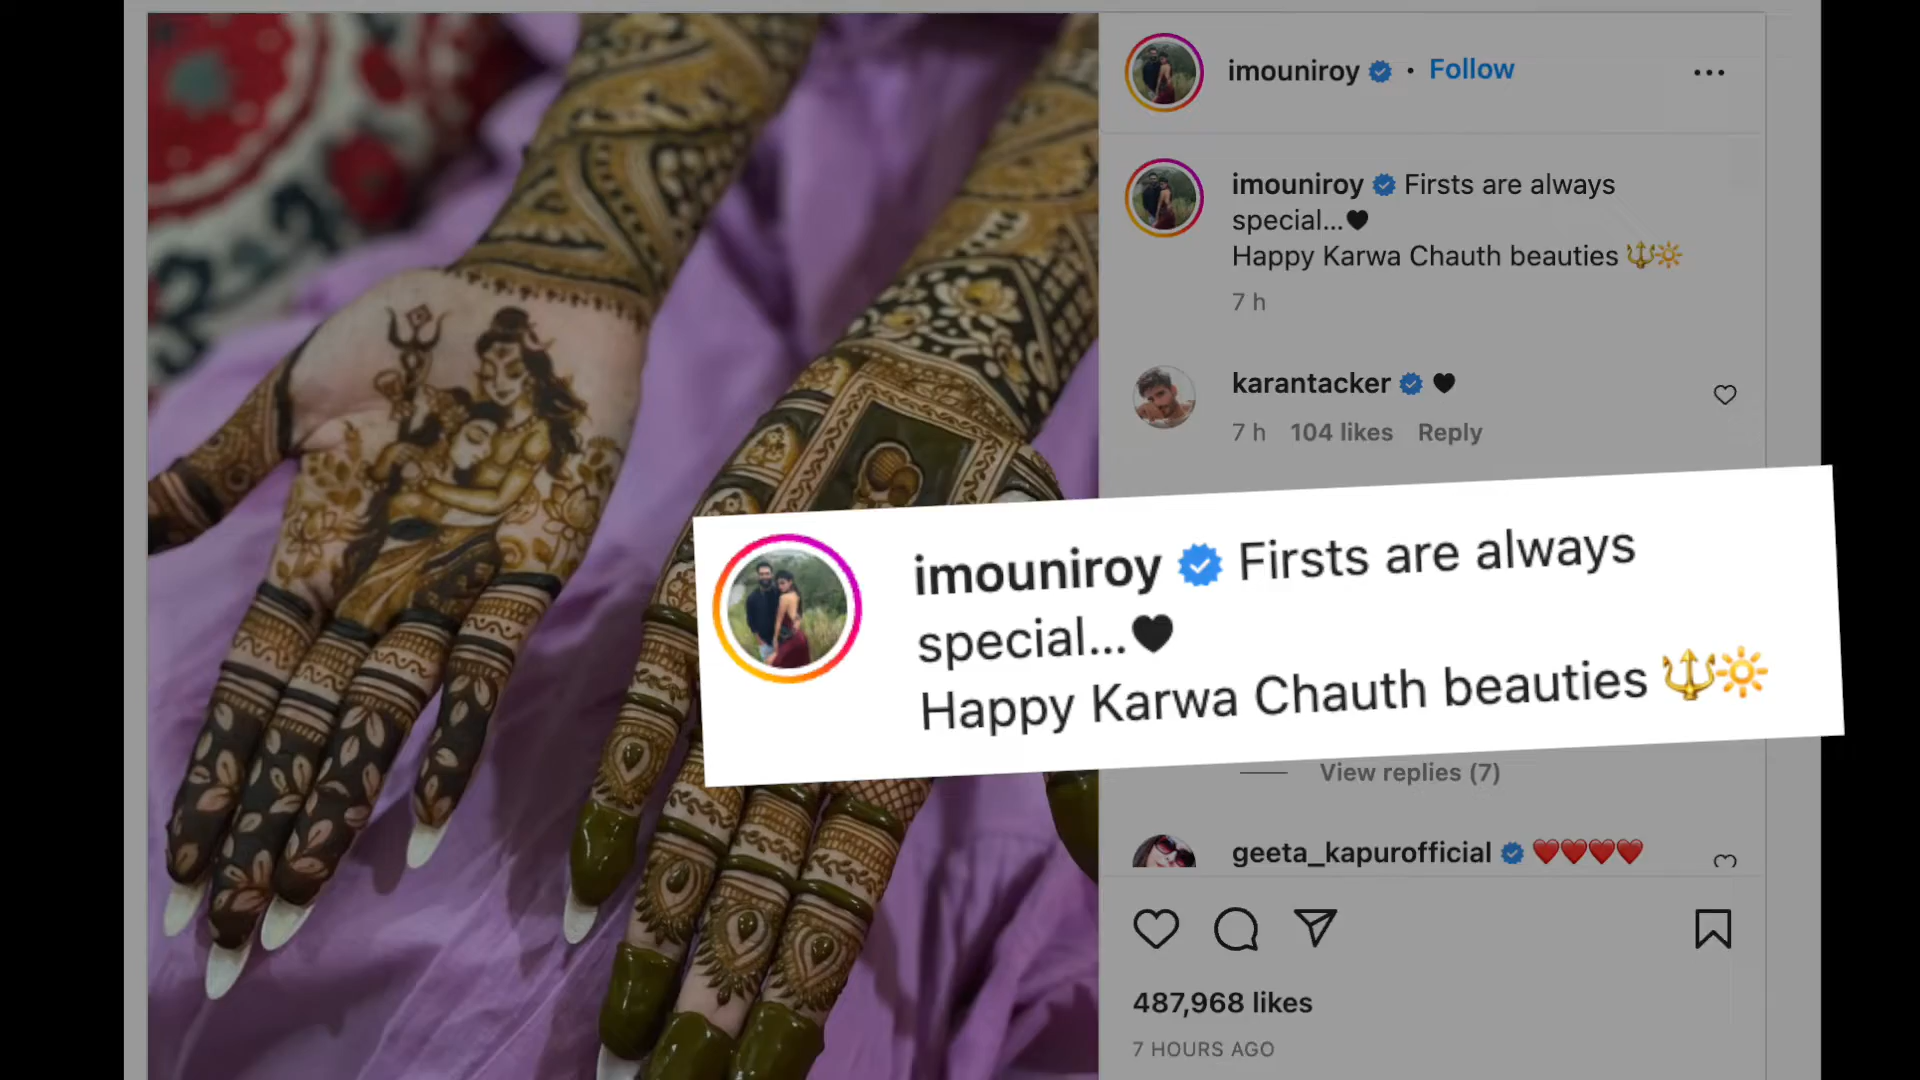 imouniroy • Follow
imouniroy Firsts are always
special...🖤
Happy Karwa Chauth beauties 🔱🔆
7 h
karantacker 🖤
7 h 104 likes Reply
imouniroy Firsts are always
special...🖤
Happy Karwa Chauth beauties 🔱🔆
View replies (7)
geeta_kapurofficial ❤️❤️❤️❤️
487,968 likes
7 HOURS AGO